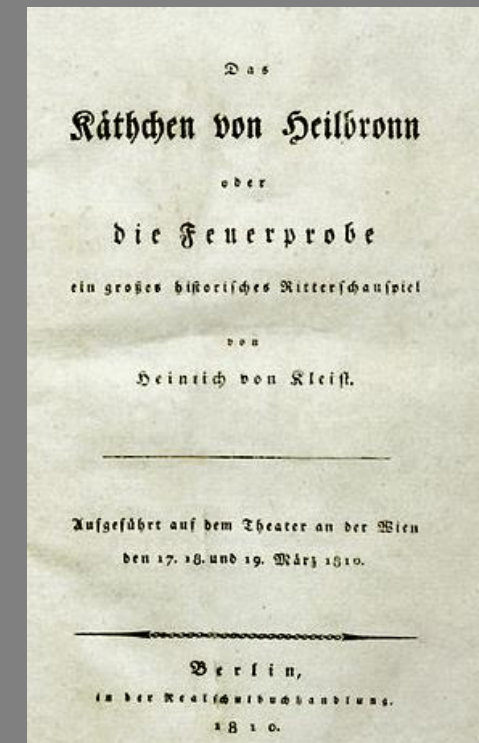 Das
Käthchen von Heilbronn
oder
die Feuerprobe
ein großes historisches Ritterschauspiel
von
Heinrich von Kleist.
Aufgeführt auf dem Theater an der Wien
den 17. 18. und 19. März 1810.
Berlin,
in der Realschulbuchhandlung.
1810.